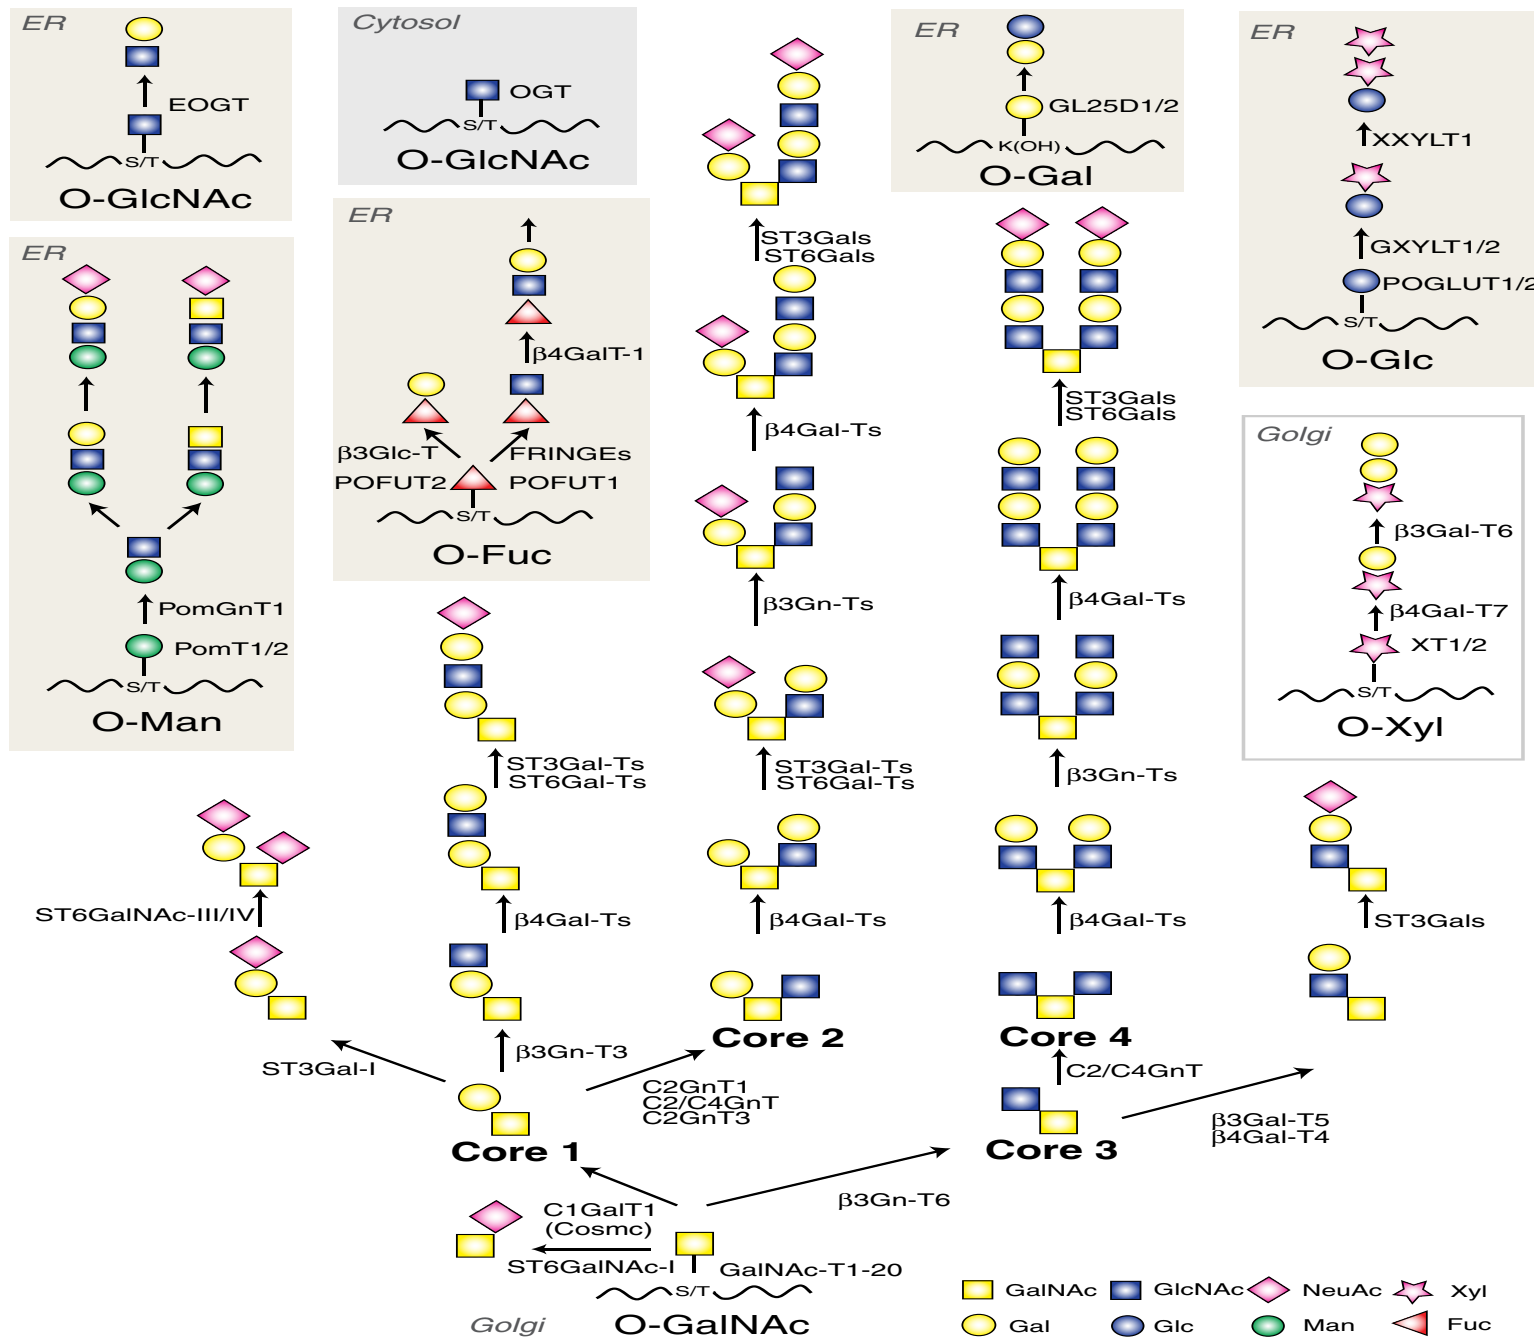 ER
EOGT
S/T
O-GlcNAc
Cytosol
OGT
S/T
O-GlcNAc
ER
GL25D1/2
K(OH)
O-Gal
ER
XXYLT1
GXYLT1/2
POGLUT1/2
S/T
O-Glc
ER
PomGnT1
PomT1/2
S/T
O-Man
ER
β4GalT-1
β3Glc-T
FRINGEs
POFUT2
POFUT1
S/T
O-Fuc
Golgi
β3Gal-T6
β4Gal-T7
XT1/2
S/T
O-Xyl
ST3Gals
ST6Gals
β4Gal-Ts
β3Gn-Ts
ST3Gal-Ts
ST6Gal-Ts
β4Gal-Ts
Core 2
ST3Gals
ST6Gals
β4Gal-Ts
β3Gn-Ts
β4Gal-Ts
Core 4
C2/C4GnT
ST3Gal-Ts
ST6Gal-Ts
β4Gal-Ts
β3Gn-T3
ST6GalNAc-III/IV
ST3Gal-I
C2GnT1
C2/C4GnT
C2GnT3
Core 1
ST3Gals
β3Gal-T5
β4Gal-T4
Core 3
β3Gn-T6
C1GalT1
(Cosmc)
ST6GalNAc-I
GalNAc-T1-20
S/T
O-GalNAc
Golgi
GalNAc
GlcNAc
NeuAc
Xyl
Gal
Glc
Man
Fuc